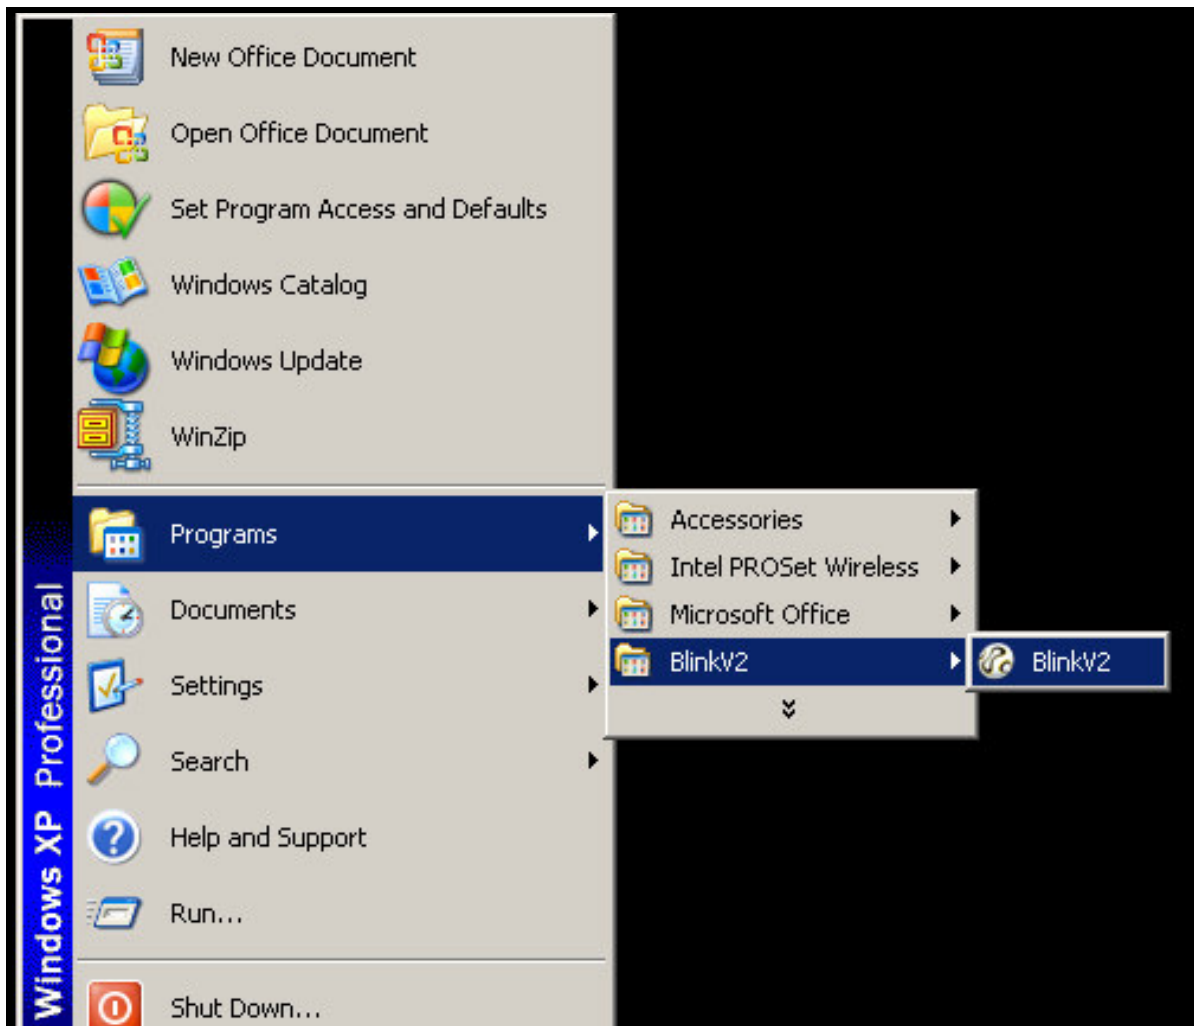 New Office Document
Open Office Document
Set Program Access and Defaults
Windows Catalog
Windows Update
WinZip
Programs
Documents
Settings
Search
Help and Support
Run...
Shut Down...
Accessories
Intel PROSet Wireless
Microsoft Office
BlinkV2
BlinkV2
Windows XP Professional